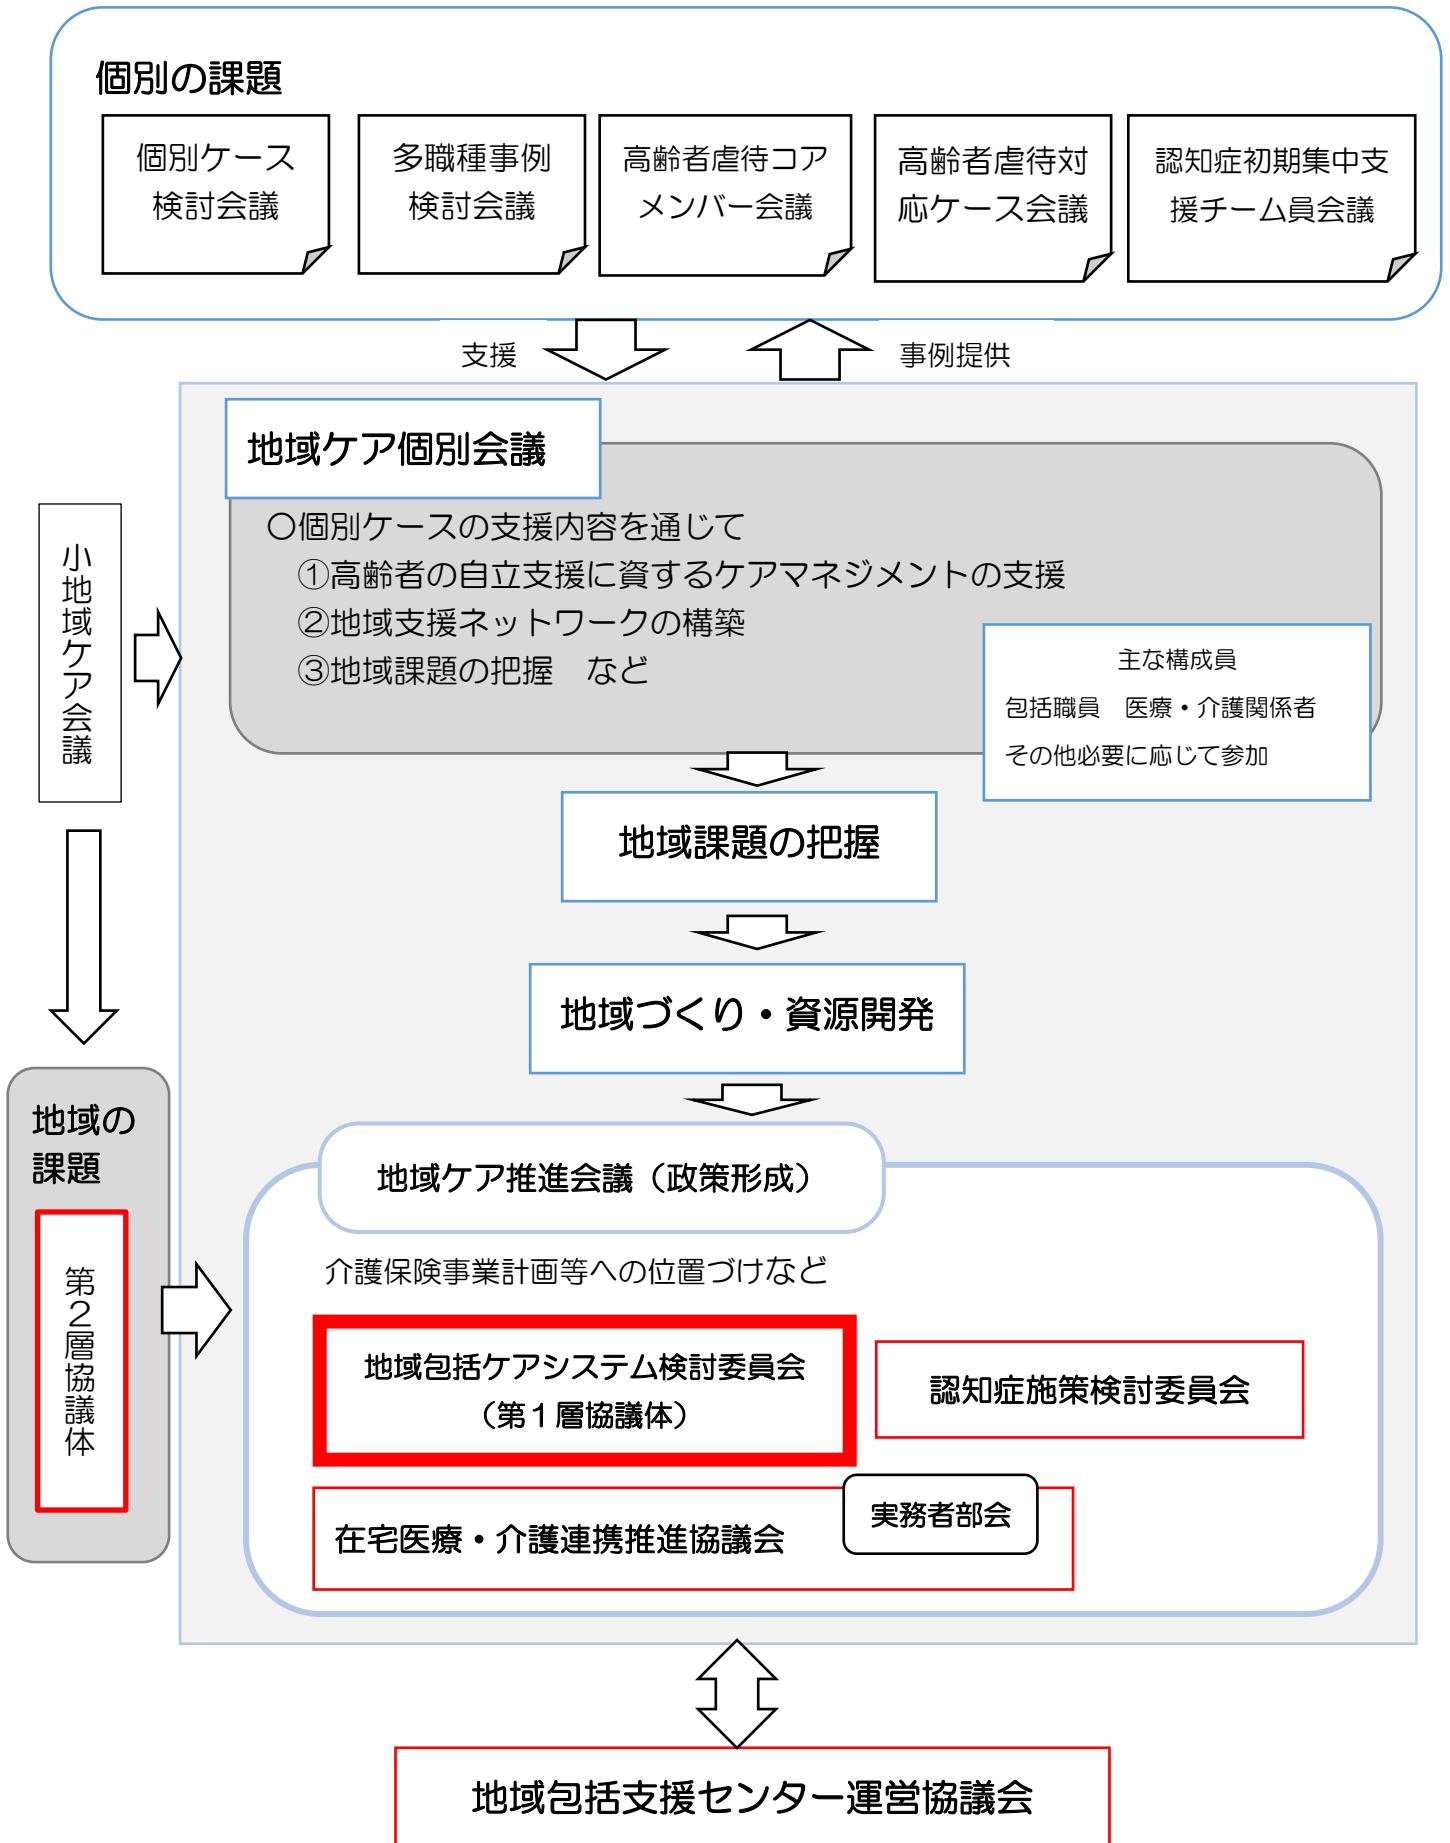 個別の課題
個別ケース
検討会議
多職種事例
検討会議
高齢者虐待コア
メンバー会議
高齢者虐待対
応ケース会議
認知症初期集中支
援チーム員会議
支援
事例提供
地域ケア個別会議
〇個別ケースの支援内容を通じて
①高齢者の自立支援に資するケアマネジメントの支援
②地域支援ネットワークの構築
③地域課題の把握　など
主な構成員
包括職員　医療・介護関係者
その他必要に応じて参加
小地域ケア会議
地域課題の把握
地域づくり・資源開発
地域の
課題
第２層協議体
地域ケア推進会議（政策形成）
介護保険事業計画等への位置づけなど
地域包括ケアシステム検討委員会
（第１層協議体）
認知症施策検討委員会
実務者部会
在宅医療・介護連携推進協議会
地域包括支援センター運営協議会